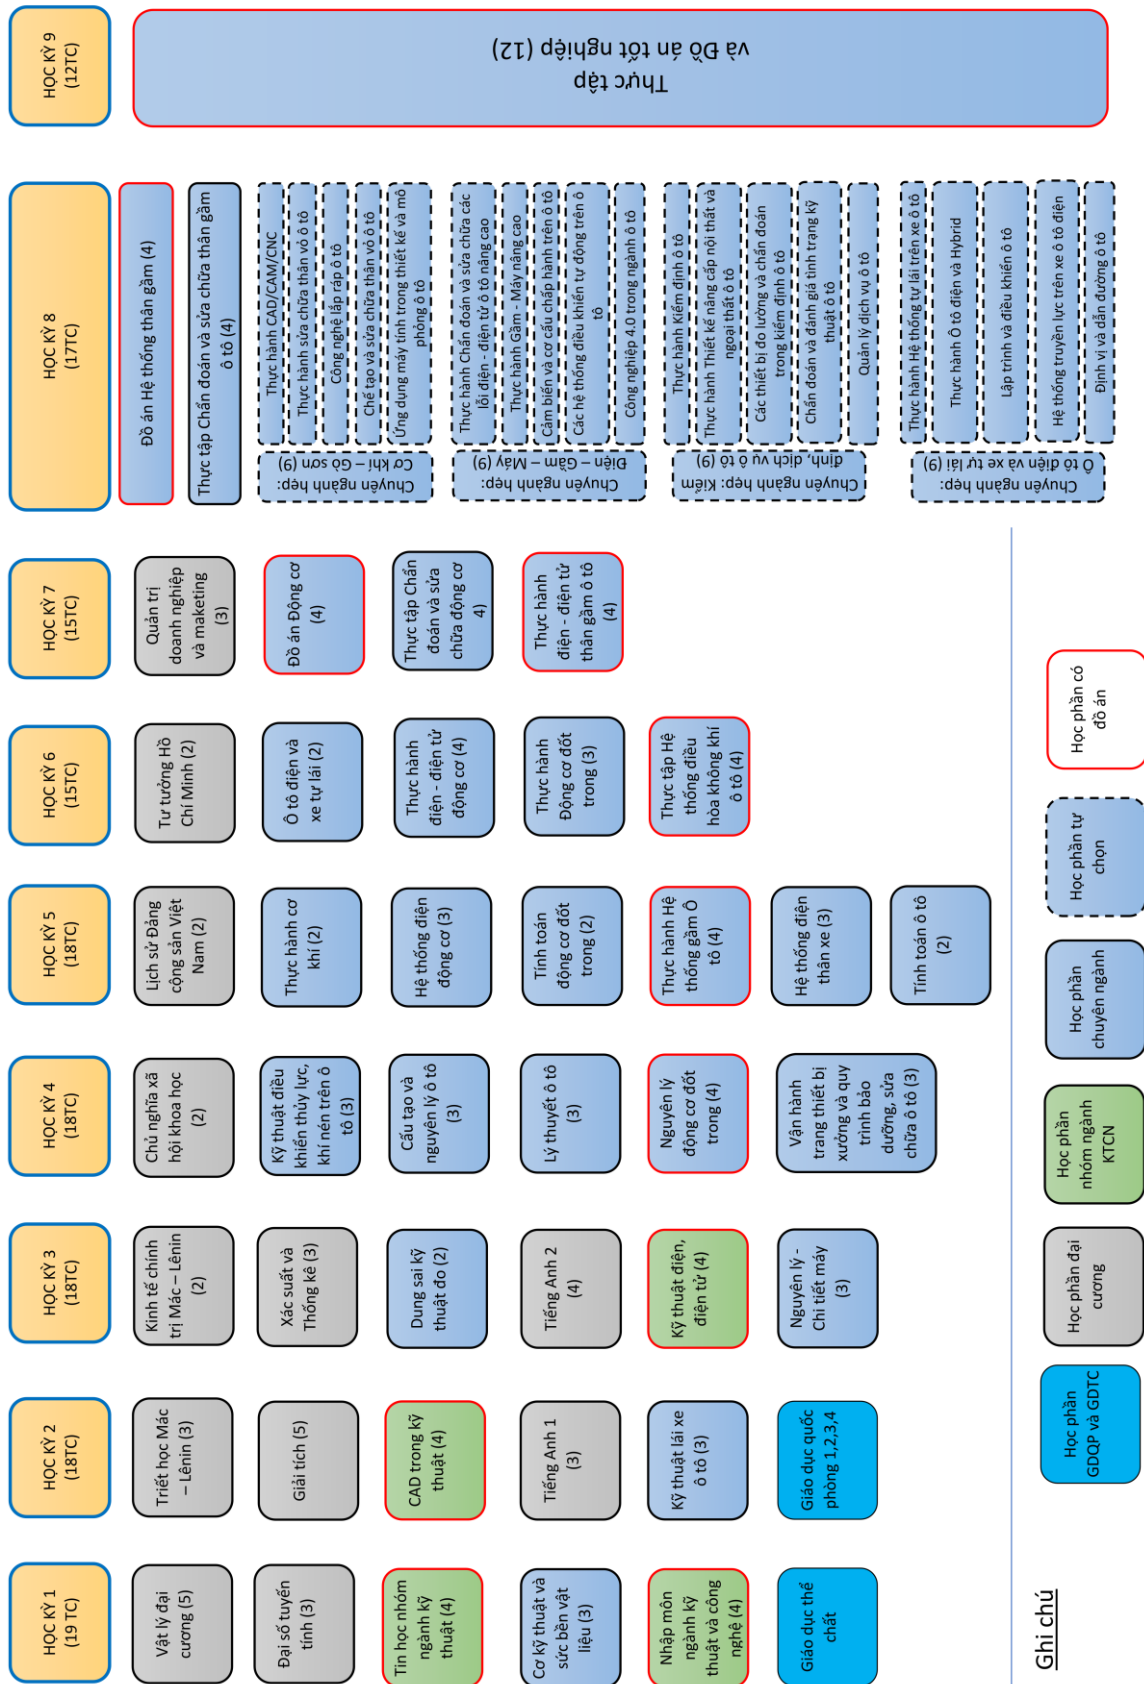 HỌC KỲ 1
(19 TC)
Vật lý đại
cương (5)
Đại số tuyến
tính (3)
Tin học nhóm
ngành kỹ
thuật (4)
Cơ kỹ thuật và
sức bền vật
liệu (3)
Nhập môn
ngành kỹ
thuật và công
nghệ (4)
Giáo dục thể
chất
HỌC KỲ 2
(18TC)
Triết học Mác
– Lênin (3)
Giải tích (5)
CAD trong kỹ
thuật (4)
Tiếng Anh 1
(3)
Kỹ thuật lái xe
ô tô (3)
Giáo dục quốc
phòng 1,2,3,4
HỌC KỲ 3
(18TC)
Kinh tế chính
trị Mác – Lênin
(2)
Xác suất và
Thống kê (3)
Dung sai kỹ
thuật đo (2)
Tiếng Anh 2
(4)
Kỹ thuật điện,
điện tử (4)
Nguyên lý -
Chi tiết máy
(3)
HỌC KỲ 4
(18TC)
Chủ nghĩa xã
hội khoa học
(2)
Kỹ thuật điều
khiển thủy lực,
khí nén trên ô
tô (3)
Cấu tạo và
nguyên lý ô tô
(3)
Lý thuyết ô tô
(3)
Nguyên lý
động cơ đốt
trong (4)
Vận hành
trang thiết bị
xưởng và quy
trình bảo
dưỡng, sửa
chữa ô tô (3)
HỌC KỲ 5
(18TC)
Lịch sử Đảng
cộng sản Việt
Nam (2)
Thực hành cơ
khí (2)
Hệ thống điện
động cơ (3)
Tính toán
động cơ đốt
trong (2)
Thực hành Hệ
thống gầm Ô
tô (4)
Hệ thống điện
thân xe (3)
Tính toán ô tô
(2)
HỌC KỲ 6
(15TC)
Tư tưởng Hồ
Chí Minh (2)
Ô tô điện và
xe tự lái (2)
Thực hành
điện - điện tử
động cơ (4)
Thực hành
Động cơ đốt
trong (3)
Thực tập Hệ
thống điều
hòa không khí
ô tô (4)
HỌC KỲ 7
(15TC)
Quản trị
doanh nghiệp
và maketing
(3)
Đồ án Động cơ
(4)
Thực tập Chẩn
đoán và sửa
chữa động cơ
4)
Thực hành
điện - điện tử
thân gầm ô tô
(4)
HỌC KỲ 8
(17TC)
Đồ án Hệ thống thân gầm (4)
Thực tập Chẩn đoán và sửa chữa thân gầm
ô tô (4)
Chuyên ngành hẹp:
Cơ khí – Gò sơn (9)
Thực hành CAD/CAM/CNC
Thực hành sửa chữa thân vỏ ô tô
Công nghệ lắp ráp ô tô
Chế tạo và sửa chữa thân vỏ ô tô
Ứng dụng máy tính trong thiết kế và mô
phỏng ô tô
Chuyên ngành hẹp:
Điện – Gầm – Máy (9)
Thực hành Chẩn đoán và sửa chữa các
lỗi điện - điện tử ô tô nâng cao
Thực hành Gầm - Máy nâng cao
Cảm biến và cơ cấu chấp hành trên ô tô
Các hệ thống điều khiển tự động trên ô
tô
Công nghiệp 4.0 trong ngành ô tô
Chuyên ngành hẹp: Kiểm
định, dịch vụ ô tô (9)
Thực hành Kiểm định ô tô
Thực hành Thiết kế nâng cấp nội thất và
ngoại thất ô tô
Các thiết bị đo lường và chẩn đoán
trong kiểm định ô tô
Chẩn đoán và đánh giá tình trạng kỹ
thuật ô tô
Quản lý dịch vụ ô tô
Chuyên ngành hẹp:
Ô tô điện và xe tự lái (9)
Thực hành Hệ thống tự lái trên xe ô tô
Thực hành Ô tô điện và Hybrid
Lập trình và điều khiển ô tô
Hệ thống truyền lực trên xe ô tô điện
Định vị và dẫn đường ô tô
HỌC KỲ 9
(12TC)
Thực tập
và Đồ án tốt nghiệp (12)
Ghi chú
Học phần
GDQP và GDTC
Học phần đại
cương
Học phần
nhóm ngành
KTCN
Học phần
chuyên ngành
Học phần tự
chọn
Học phần có
đồ án